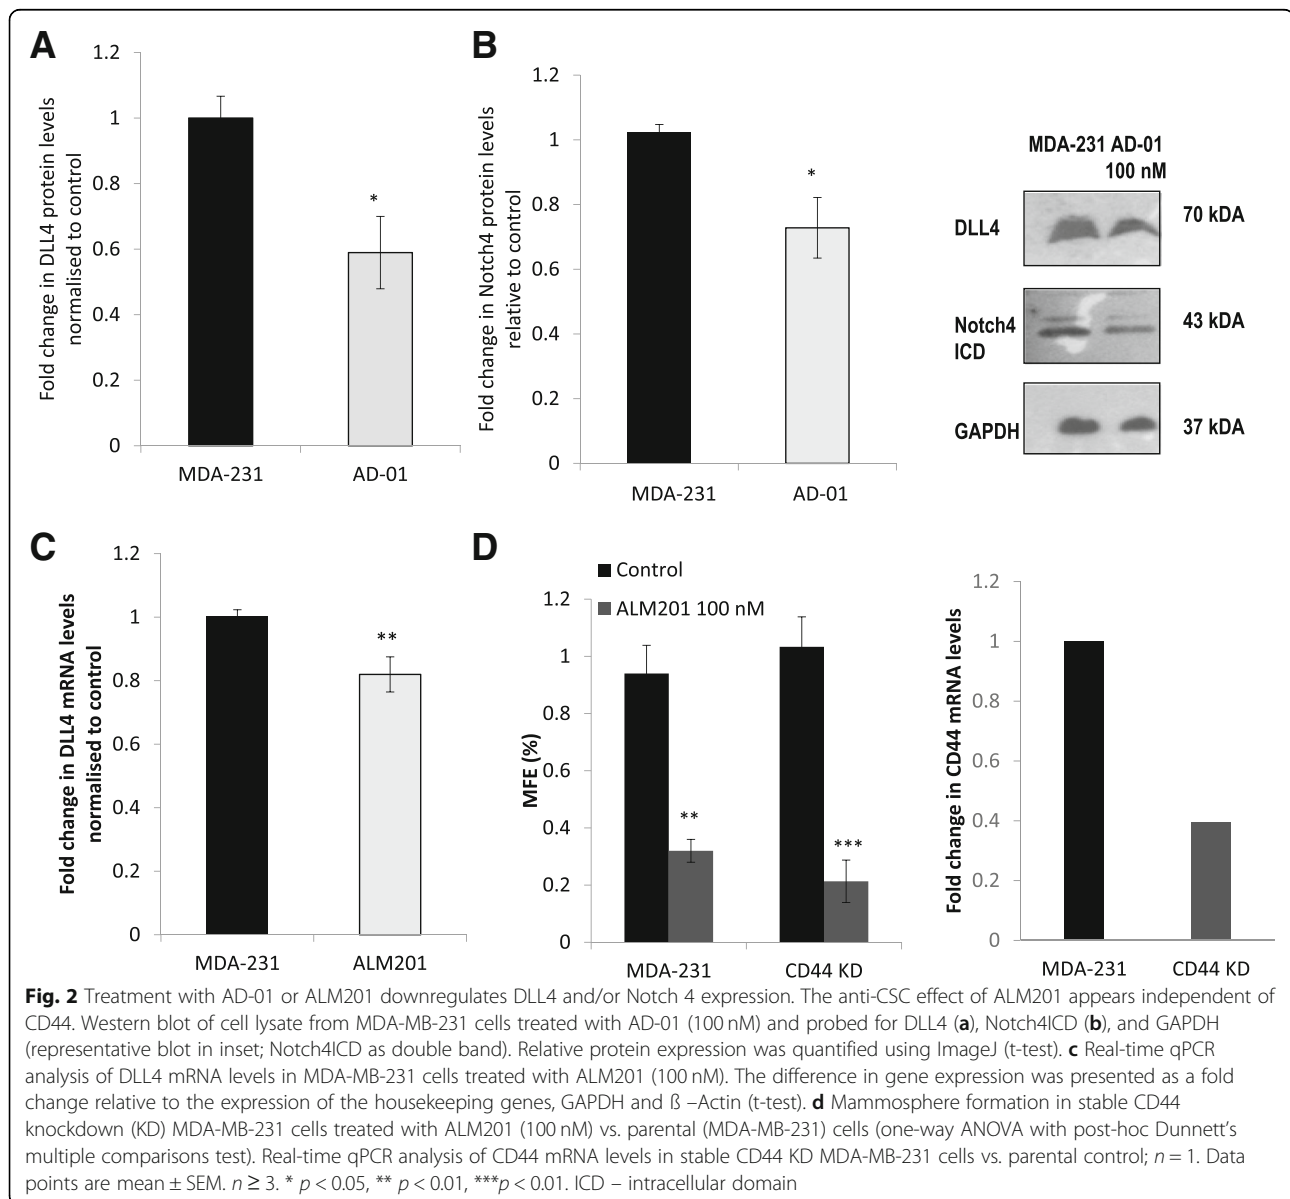 A
Fold change in DLL4 protein levels
normalised to control
1.2
1
0.8
0.6
0.4
0.2
0
*
MDA-231
AD-01
B
Fold change in Notch4 protein levels
relative to control
1.2
1
0.8
0.6
0.4
0.2
0
*
MDA-231
AD-01
MDA-231 AD-01
100 nM
DLL4
70 kDA
Notch4
ICD
43 kDA
GAPDH
37 kDA
C
Fold change in DLL4 mRNA levels
normalised to control
1.2
1
0.8
0.6
0.4
0.2
0
**
MDA-231
ALM201
D
Control
ALM201 100 nM
MFE (%)
1.2
1
0.8
0.6
0.4
0.2
0
**
***
MDA-231
CD44 KD
Fold change in CD44 mRNA levels
1.2
1
0.8
0.6
0.4
0.2
0
MDA-231
CD44 KD
Fig. 2 Treatment with AD-01 or ALM201 downregulates DLL4 and/or Notch 4 expression. The anti-CSC effect of ALM201 appears independent of
CD44. Western blot of cell lysate from MDA-MB-231 cells treated with AD-01 (100 nM) and probed for DLL4 (a), Notch4ICD (b), and GAPDH
(representative blot in inset; Notch4ICD as double band). Relative protein expression was quantified using ImageJ (t-test). c Real-time qPCR
analysis of DLL4 mRNA levels in MDA-MB-231 cells treated with ALM201 (100 nM). The difference in gene expression was presented as a fold
change relative to the expression of the housekeeping genes, GAPDH and ß –Actin (t-test). d Mammosphere formation in stable CD44
knockdown (KD) MDA-MB-231 cells treated with ALM201 (100 nM) vs. parental (MDA-MB-231) cells (one-way ANOVA with post-hoc Dunnett's
multiple comparisons test). Real-time qPCR analysis of CD44 mRNA levels in stable CD44 KD MDA-MB-231 cells vs. parental control; n = 1. Data
points are mean ± SEM. n ≥ 3. * p < 0.05, ** p < 0.01, ***p < 0.01. ICD – intracellular domain